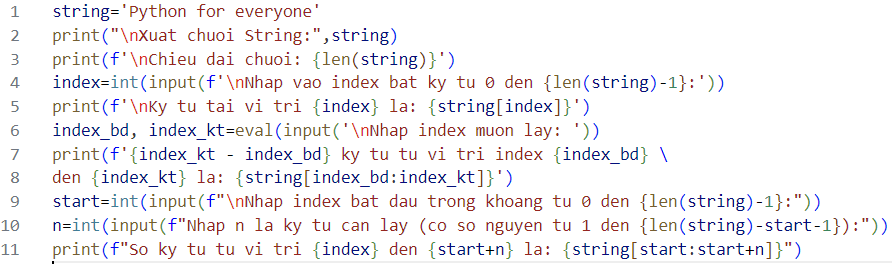 1 string='Python for everyone'
2 print("\nXuat chuoi String:",string)
3 print(f'\nChieu dai chuoi: {len(string)}')
4 index=int(input(f'\nNhap vao index bat ky tu 0 den {len(string)-1}:'))
5 print(f'\nKy tu tai vi tri {index} la: {string[index]}')
6 index_bd, index_kt=eval(input('\nNhap index muon lay: '))
7 print(f'{index_kt - index_bd} ky tu tu vi tri index {index_bd} \
8 den {index_kt} la: {string[index_bd:index_kt]}')
9 start=int(input(f"\nNhap index bat dau trong khoang tu 0 den {len(string)-1}:"))
10 n=int(input(f"Nhap n la ky tu can lay (co so nguyen tu 1 den {len(string)-start-1}):"))
11 print(f"So ky tu tu vi tri {index} den {start+n} la: {string[start:start+n]}")